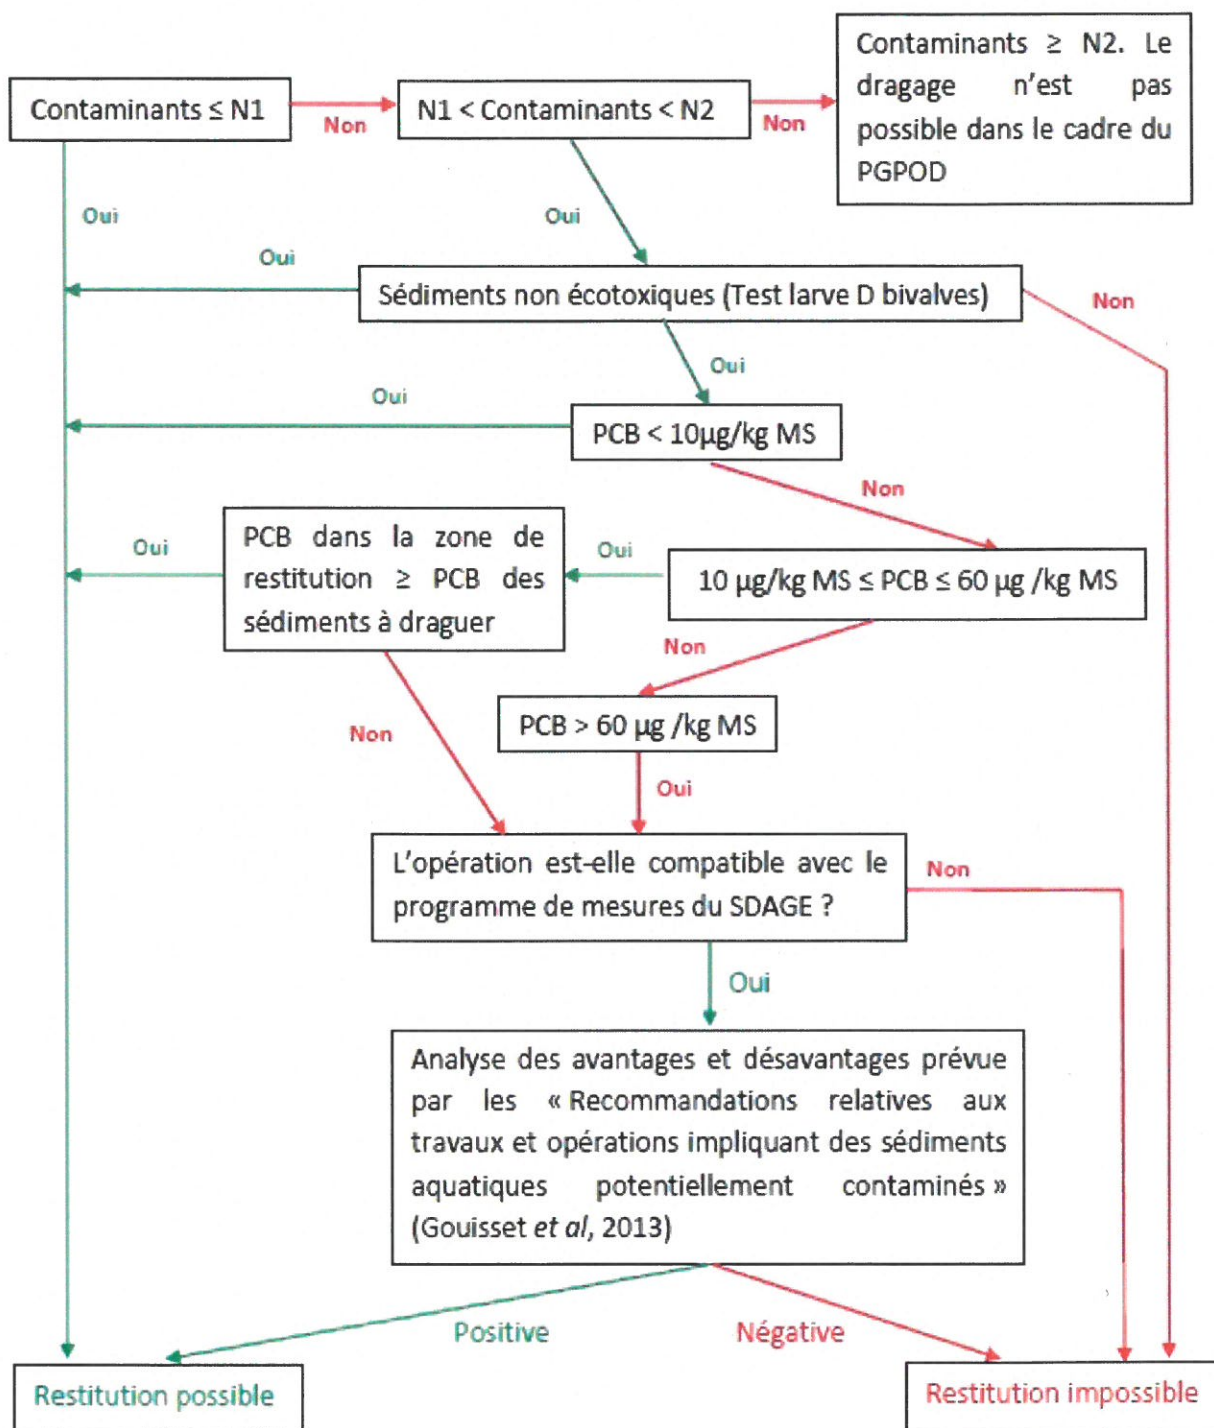 Contaminants ≥ N2. Le
dragage n'est pas
possible dans le cadre du
PGPOD
Contaminants ≤ N1
Non
N1 < Contaminants < N2
Non
Oui
Oui
Oui
Sédiments non écotoxiques (Test larve D bivalves)
Non
Oui
Oui
PCB < 10µg/kg MS
Non
PCB dans la zone de
restitution ≥ PCB des
sédiments à draguer
Oui
Oui
10 µg/kg MS ≤ PCB ≤ 60 µg /kg MS
Non
PCB > 60 µg /kg MS
Non
Oui
L'opération est-elle compatible avec le
programme de mesures du SDAGE ?
Non
Oui
Analyse des avantages et désavantages prévue
par les « Recommandations relatives aux
travaux et opérations impliquant des sédiments
aquatiques potentiellement contaminés »
(Gouisset et al, 2013)
Positive
Négative
Restitution possible
Restitution impossible